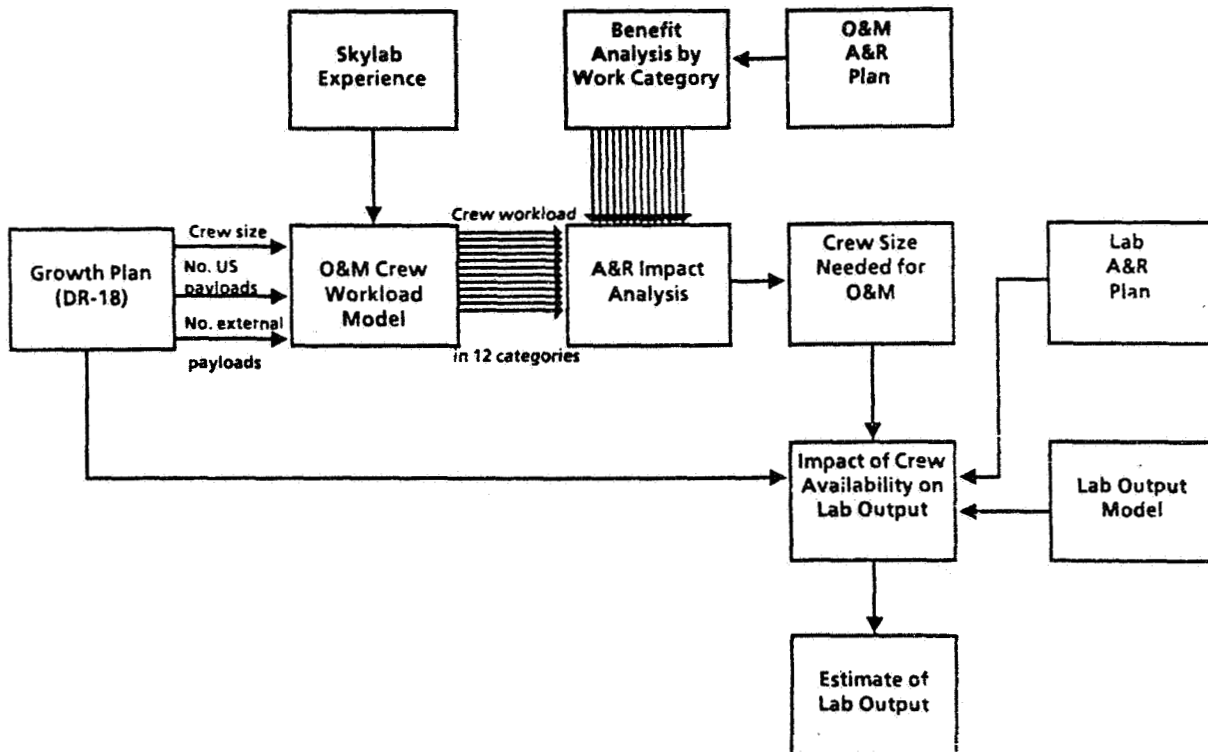 Skylab
Experience
Benefit
Analysis by
Work Category
O&M
A&R
Plan
Growth Plan
(DR-18)
Crew size
No. US
payloads
No. external
payloads
O&M Crew
Workload
Model
Crew workload
in 12 categories
A&R Impact
Analysis
Crew Size
Needed for
O&M
Lab
A&R
Plan
Impact of Crew
Availability on
Lab Output
Lab Output
Model
Estimate of
Lab Output